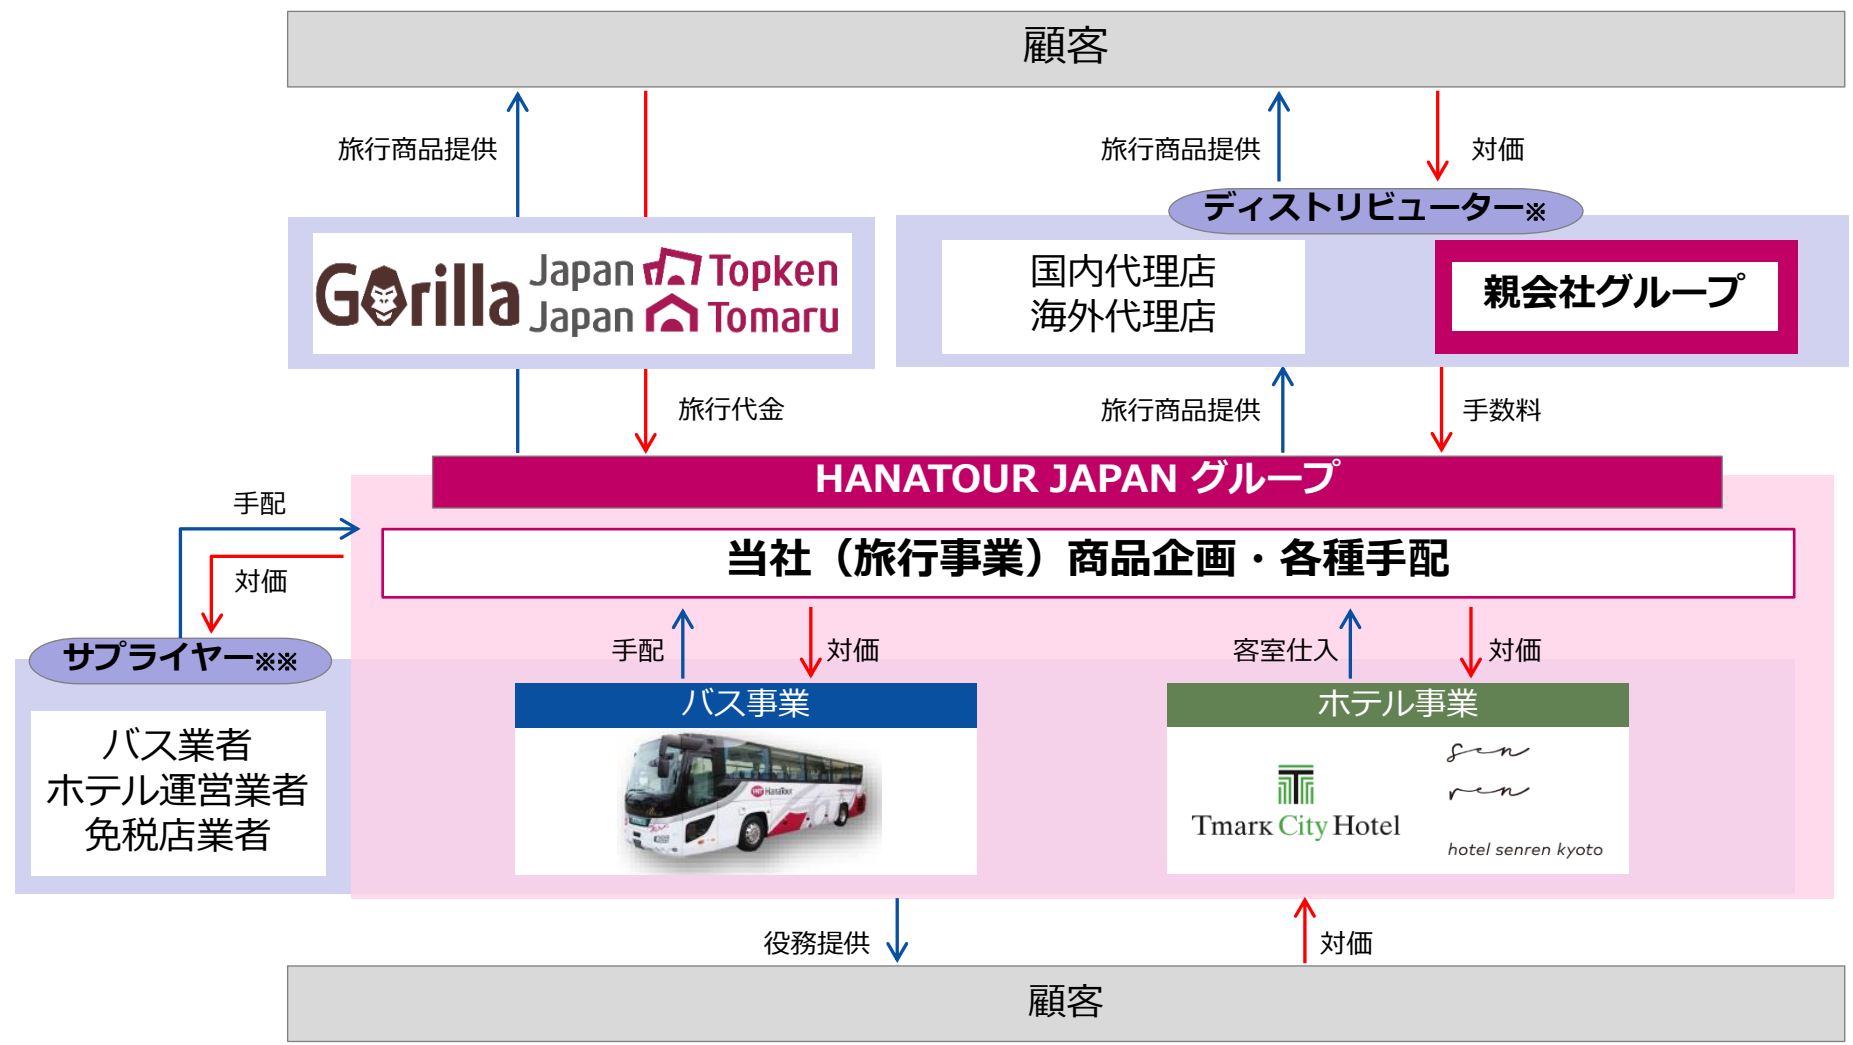 顧客
旅行商品提供
旅行商品提供
対価
ディストリビューター※
Gorilla
Japan Topken
Japan Tomaru
国内代理店
海外代理店
親会社グループ
旅行代金
旅行商品提供
手数料
HANATOUR JAPAN グループ
手配
当社（旅行事業）商品企画・各種手配
対価
サプライヤー※※
手配
対価
客室仕入
対価
バス業者
ホテル運営業者
免税店業者
バス事業
HanaTour
ホテル事業
Tmark City Hotel
sen
ren
hotel senren kyoto
役務提供
対価
顧客